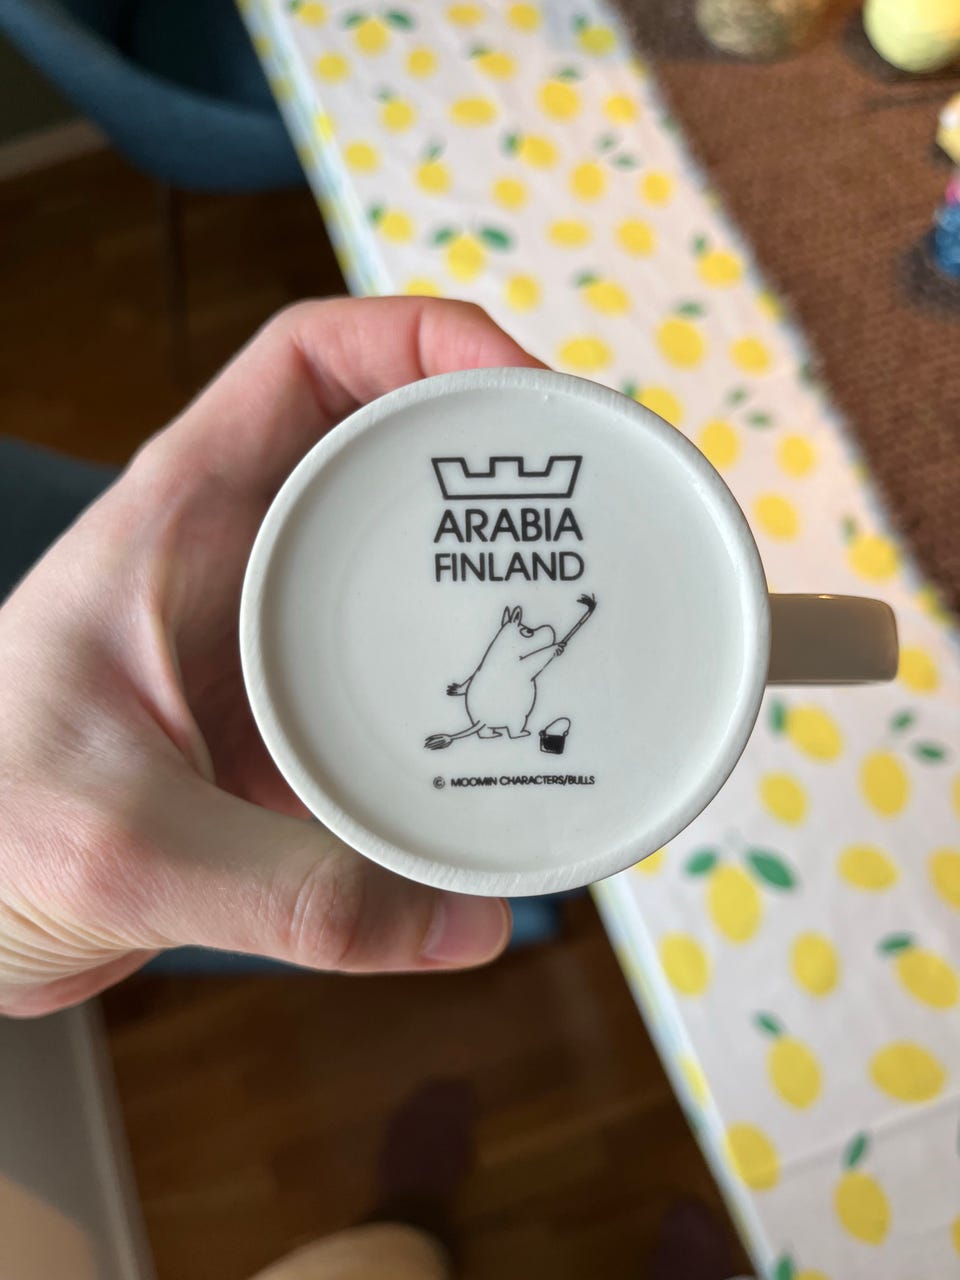 ARABIA
FINLAND
© MOOMIN CHARACTERS/BULLS